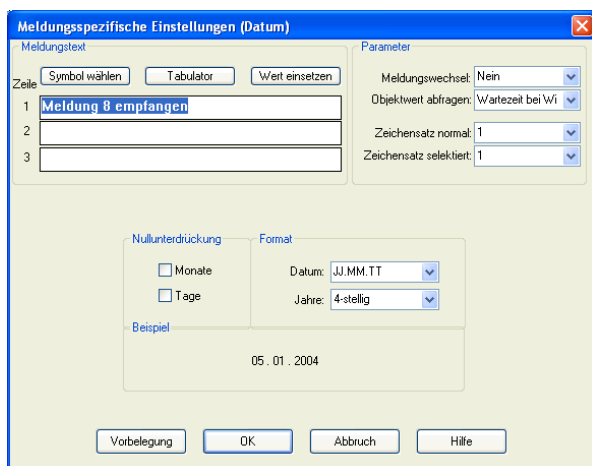 Meldungsspezifische Einstellungen (Datum)
Meldungstext
Zeile
Symbol wählen
Tabulator
Wert einsetzen
1 Meldung 8 empfangen
2
3
Parameter
Meldungswechsel: Nein
Objektwert abfragen: Wartezeit bei Wi
Zeichensatz normal: 1
Zeichensatz selektiert: 1
Nullunterdrückung
Monate
Tage
Format
Datum: JJ.MM.TT
Jahre: 4-stellig
Beispiel
05 . 01 . 2004
Vorbelegung
OK
Abbruch
Hilfe